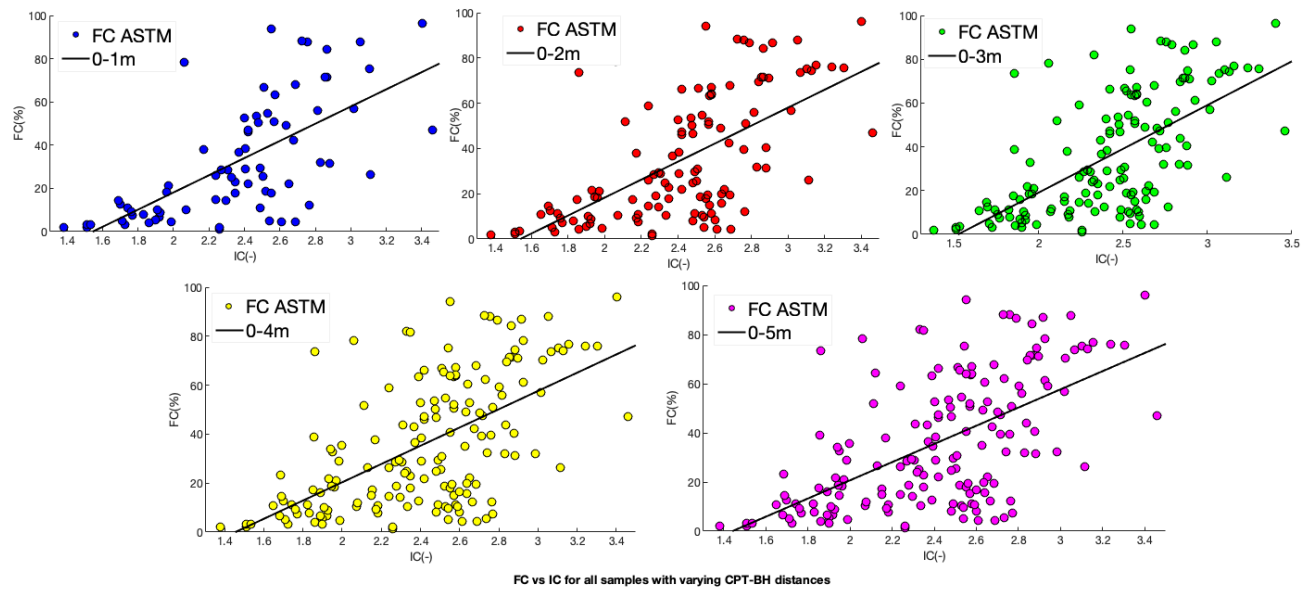 FC ASTM
0-1m
100
80
60
40
20
0
FC(%)
1.4 1.6 1.8 2 2.2 2.4 2.6 2.8 3 3.2 3.4
IC(-)
FC ASTM
0-2m
100
80
60
40
20
0
FC(%)
1.4 1.6 1.8 2 2.2 2.4 2.6 2.8 3 3.2 3.4
IC(-)
FC ASTM
0-3m
100
80
60
40
20
0
FC(%)
1.5 2 2.5 3 3.5
IC(-)
FC ASTM
0-4m
100
80
60
40
20
0
FC(%)
1.4 1.6 1.8 2 2.2 2.4 2.6 2.8 3 3.2 3.4
IC(-)
FC ASTM
0-5m
100
80
60
40
20
0
FC(%)
1.4 1.6 1.8 2 2.2 2.4 2.6 2.8 3 3.2 3.4
IC(-)
FC vs IC for all samples with varying CPT-BH distances